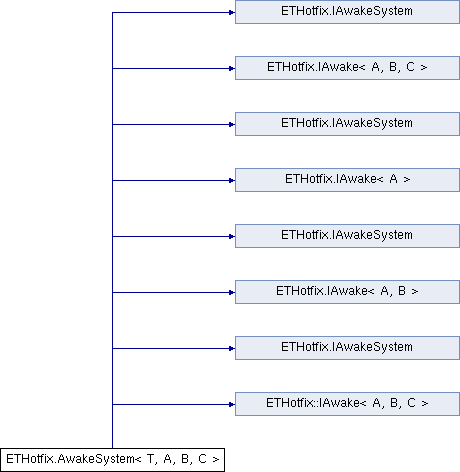 ETHotfix.IAwakeSystem
ETHotfix.IAwake< A, B, C >
ETHotfix.IAwakeSystem
ETHotfix.IAwake< A >
ETHotfix.IAwakeSystem
ETHotfix.IAwake< A, B >
ETHotfix.IAwakeSystem
ETHotfix::IAwake< A, B, C >
ETHotfix.AwakeSystem< T, A, B, C >